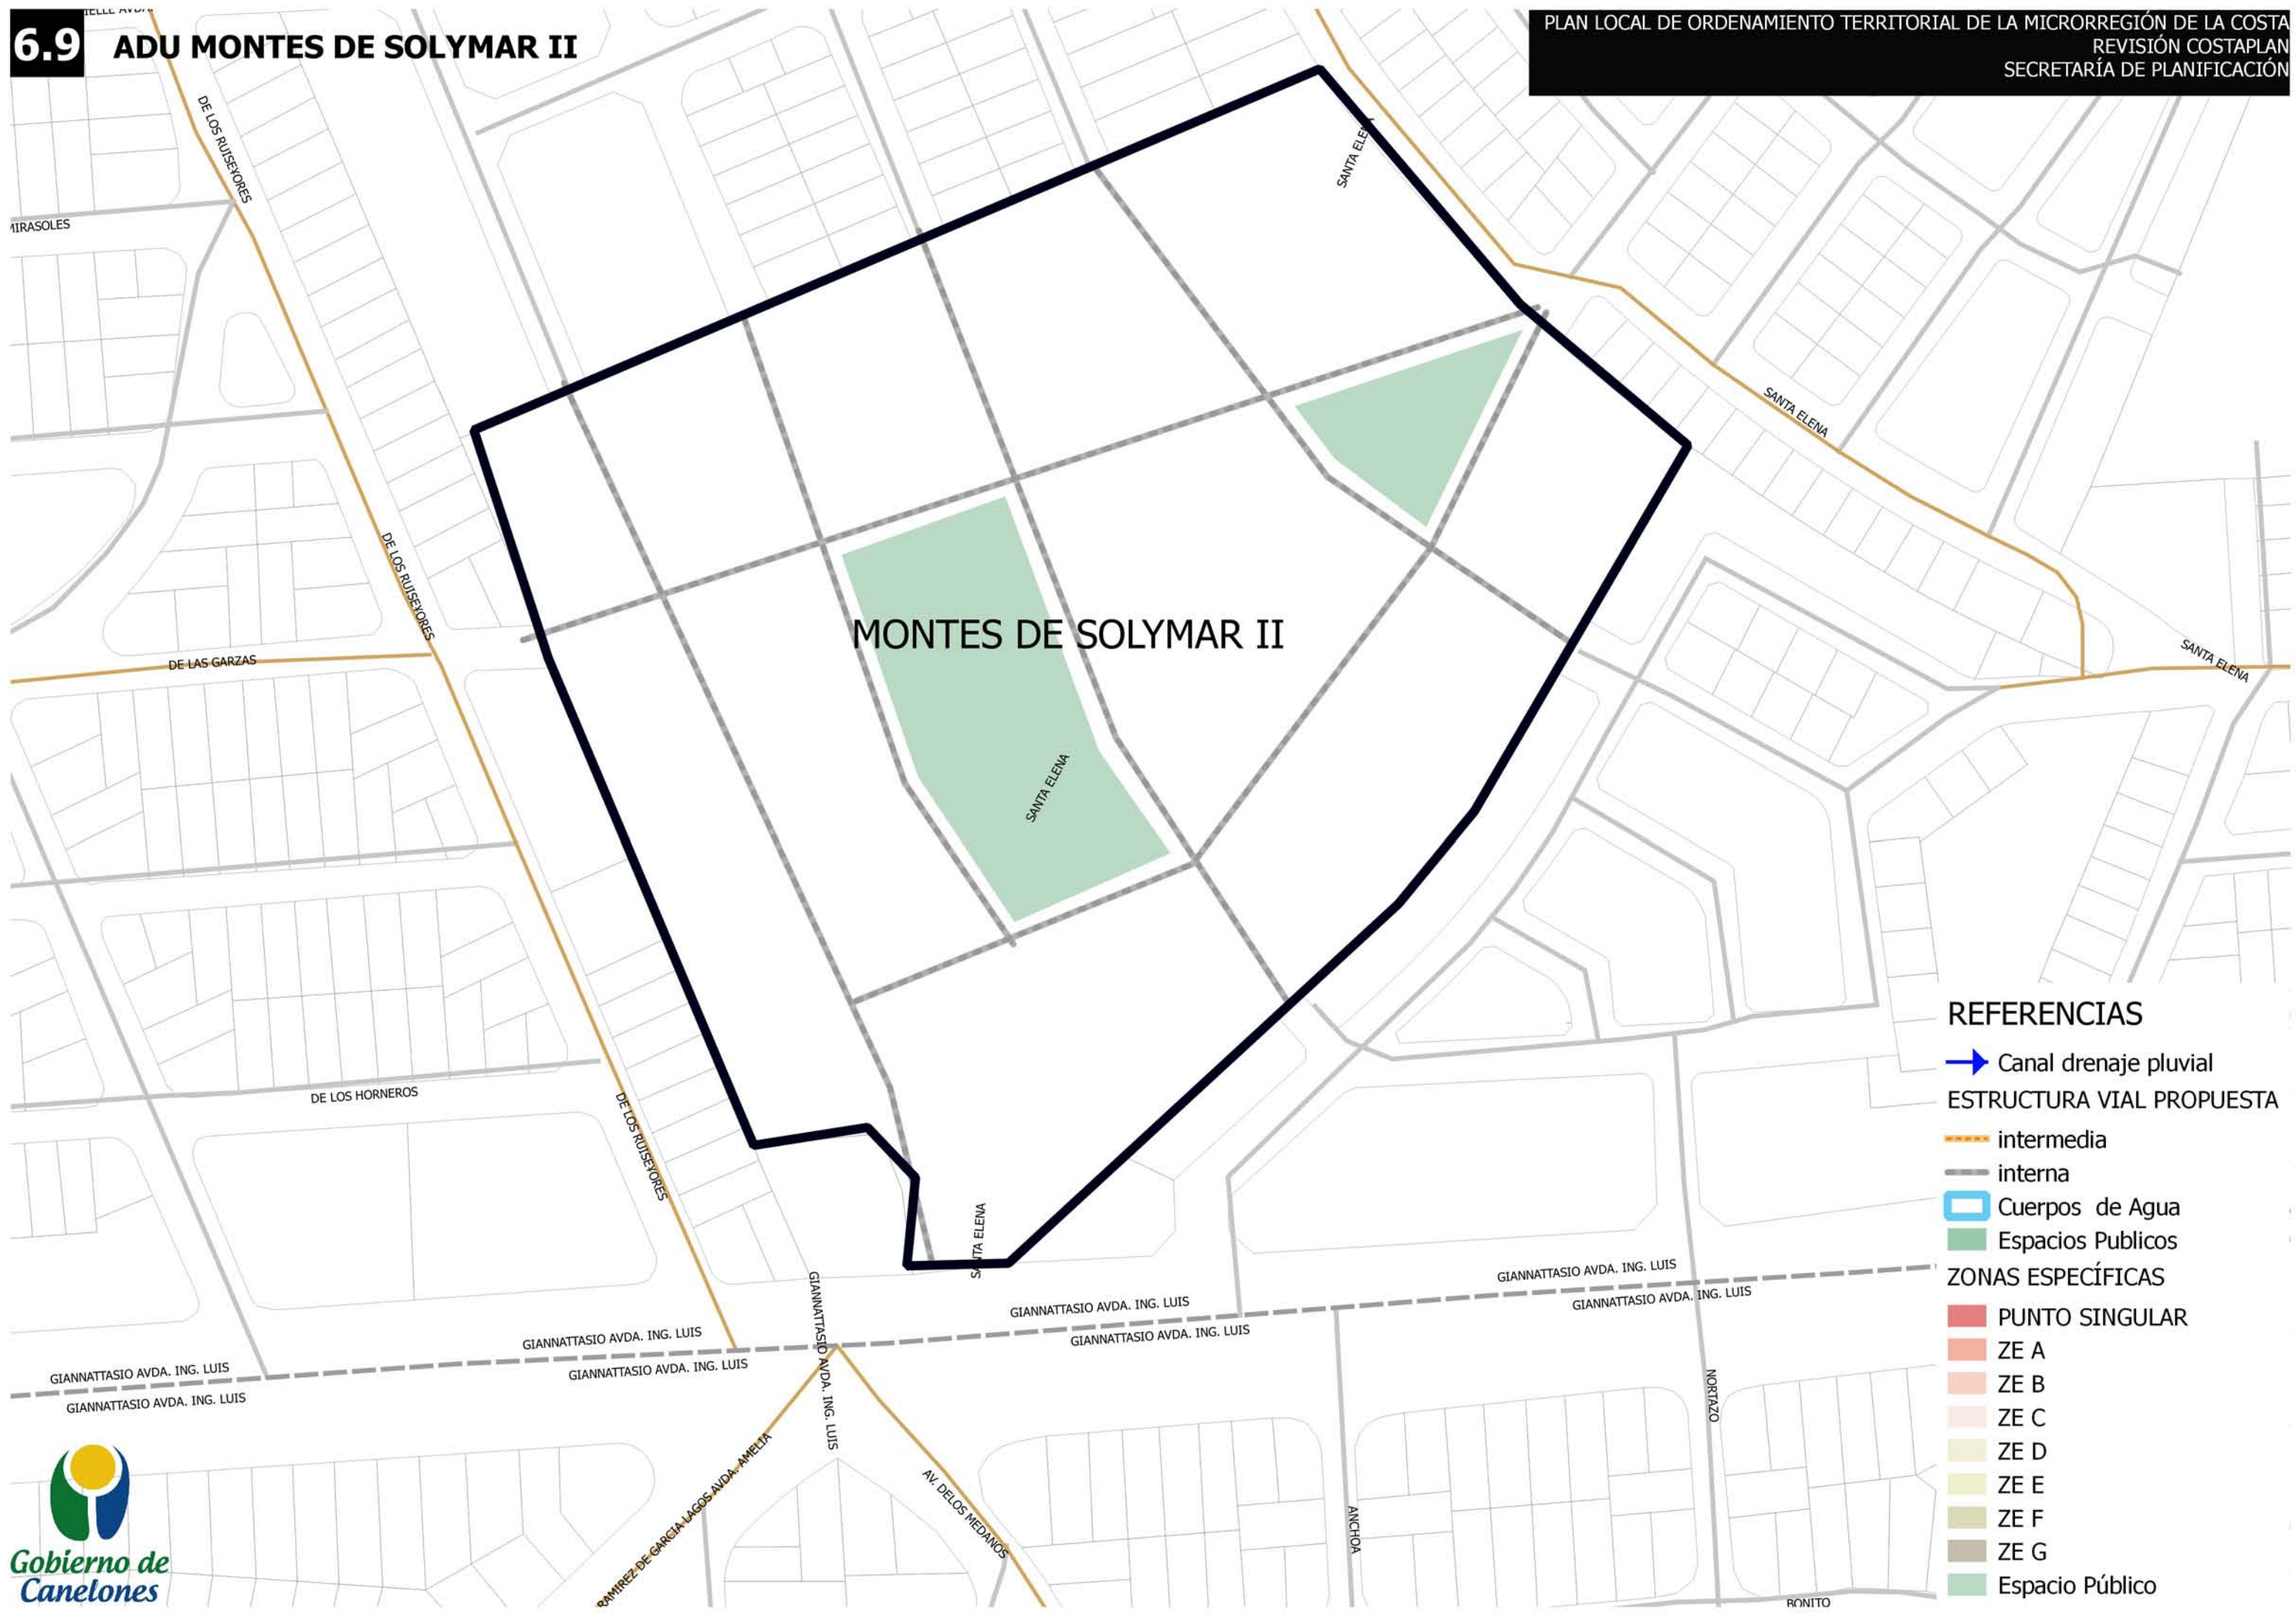 6.9
ADU MONTES DE SOLYMAR II
PLAN LOCAL DE ORDENAMIENTO TERRITORIAL DE LA MICRORREGIÓN DE LA COSTA
REVISIÓN COSTAPLAN
SECRETARÍA DE PLANIFICACIÓN
DE LOS RUISEYORES
SANTA ELENA
MIRASOLES
SANTA ELENA
DE LOS RUISEYORES
MONTES DE SOLYMAR II
DE LAS GARZAS
SANTA ELENA
SANTA ELENA
DE LOS HORNEROS
DE LOS RUISEYORES
SANTA ELENA
GIANNATTASIO AVDA. ING. LUIS
GIANNATTASIO AVDA. ING. LUIS
GIANNATTASIO AVDA. ING. LUIS
GIANNATTASIO AVDA. ING. LUIS
GIANNATTASIO AVDA. ING. LUIS
GIANNATTASIO AVDA. ING. LUIS
GIANNATTASIO AVDA. ING. LUIS
GIANNATTASIO AVDA. ING. LUIS
GIANNATTASIO AVDA. ING. LUIS
RAMIREZ DE GARCIA LAGOS AVDA. AMELIA
AV. DELOS MEDANOS
ANCHOA
NORTAZO
BONITO
REFERENCIAS
Canal drenaje pluvial
ESTRUCTURA VIAL PROPUESTA
intermedia
interna
Cuerpos de Agua
Espacios Publicos
ZONAS ESPECÍFICAS
PUNTO SINGULAR
ZE A
ZE B
ZE C
ZE D
ZE E
ZE F
ZE G
Espacio Público
Gobierno de
Canelones